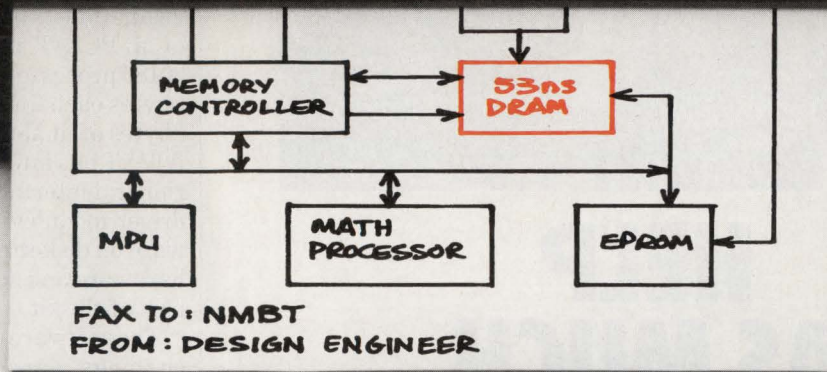 MEMORY
CONTROLLER
53ns
DRAM
MPU
MATH
PROCESSOR
EPROM
FAX TO: NMBT
FROM: DESIGN ENGINEER